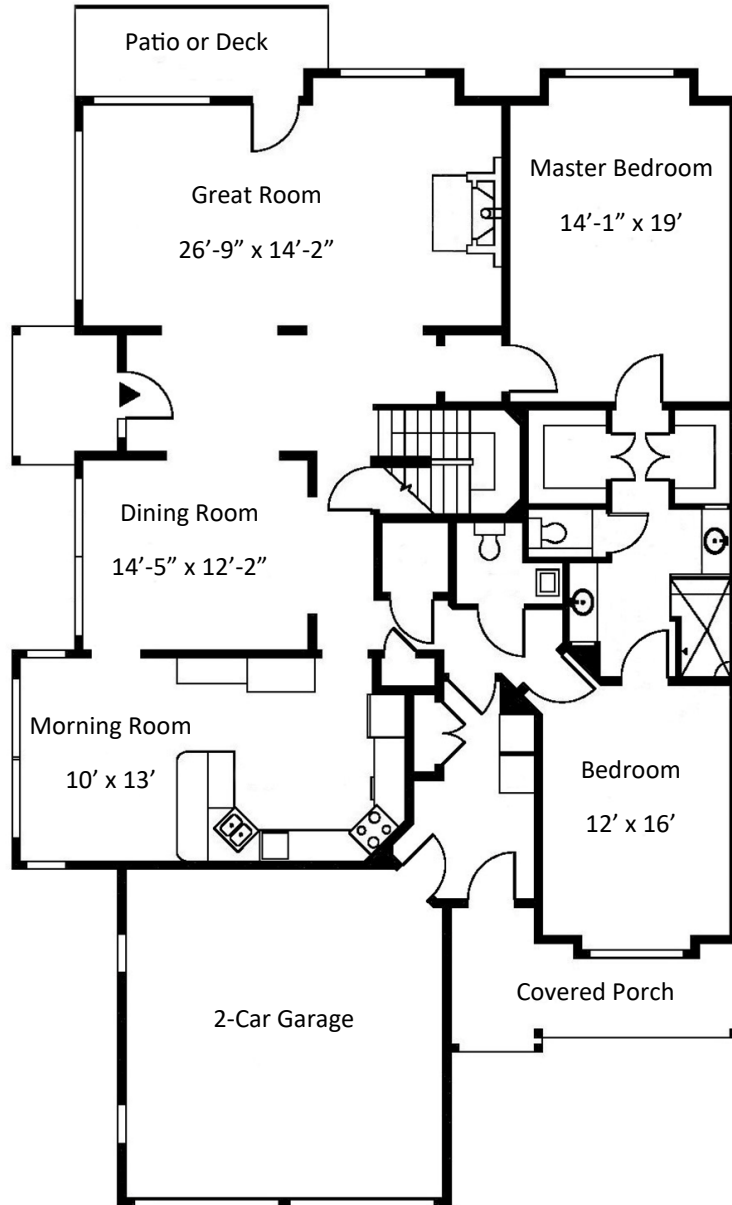 Patio or Deck
Great Room
26’-9” x 14’-2”
Master Bedroom
14’-1” x 19’
Dining Room
14’-5” x 12’-2”
Morning Room
10’ x 13’
Bedroom
12’ x 16’
Covered Porch
2-Car Garage